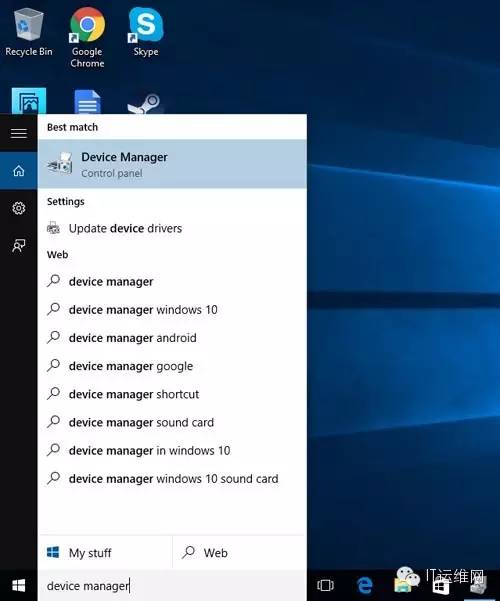 Recycle Bin
Google
Chrome
Skype
Best match
Device Manager
Control panel
Settings
Update device drivers
Web
device manager
device manager windows 10
device manager android
device manager google
device manager shortcut
device manager sound card
device manager in windows 10
device manager windows 10 sound card
My stuff
Web
device manager
IT运维网